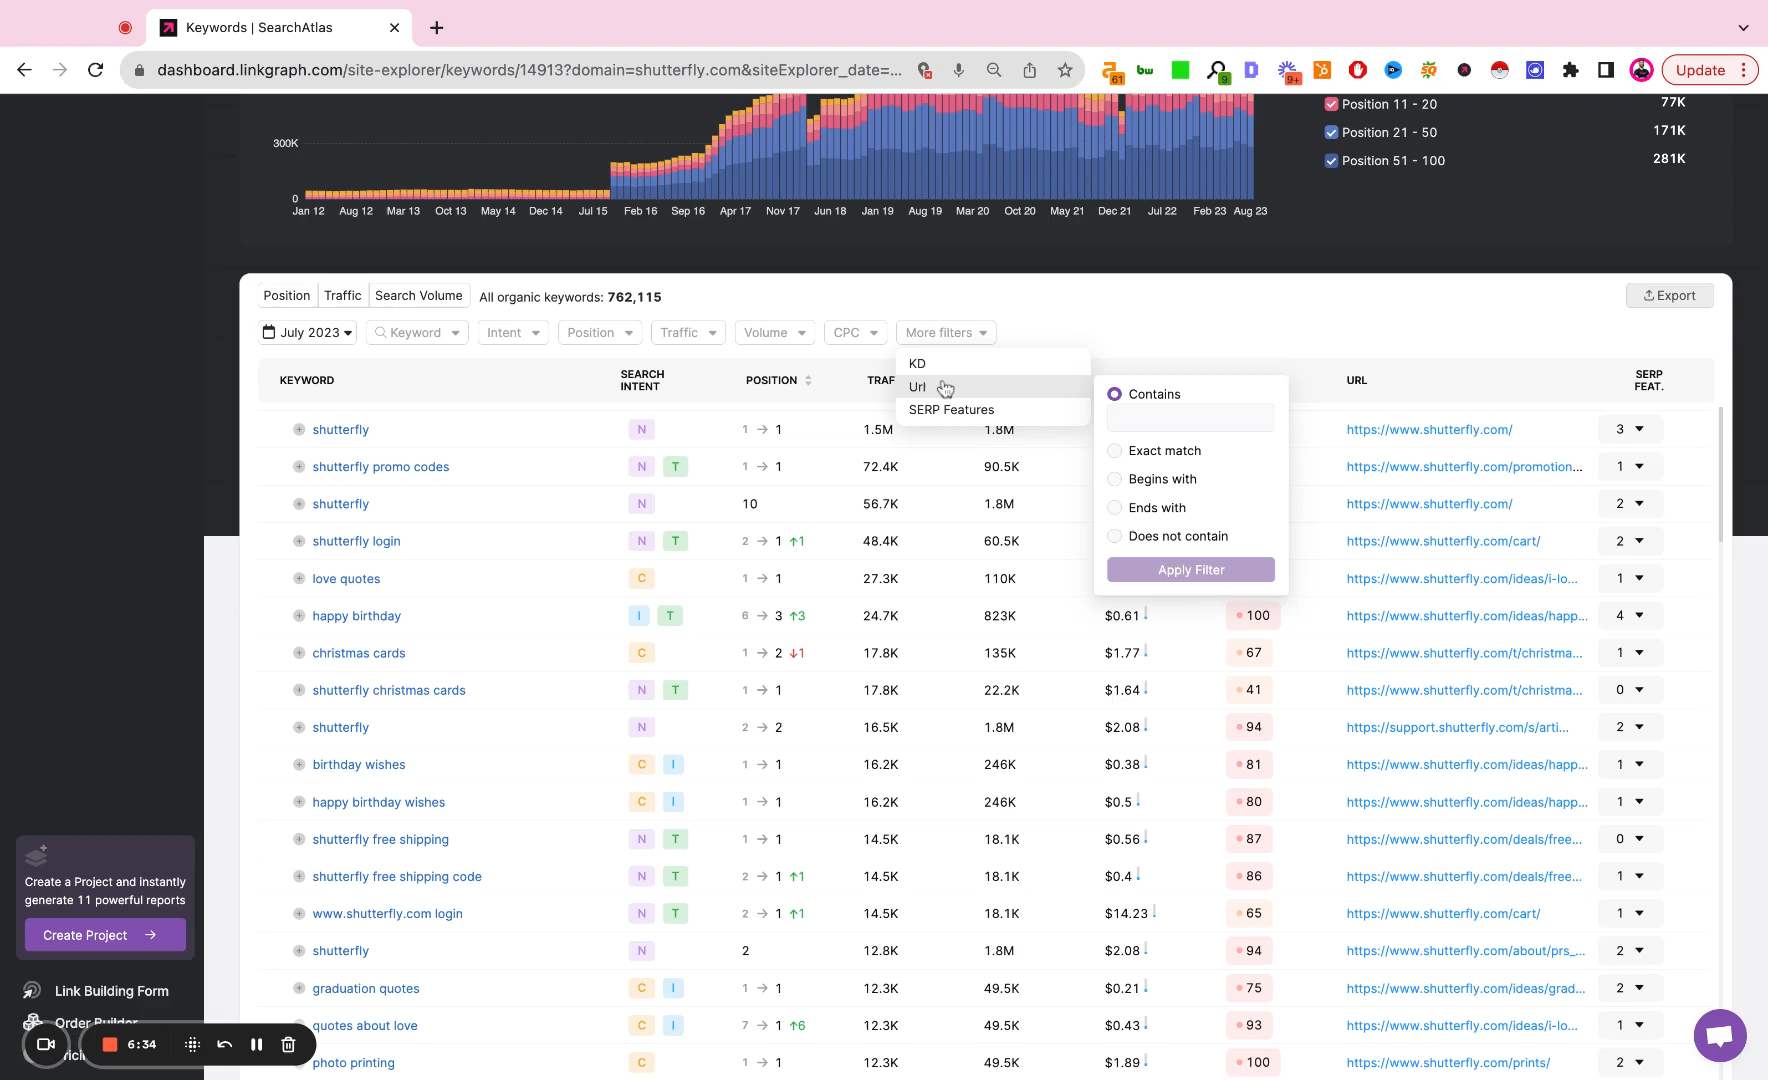 Keywords | SearchAtlas
dashboard.linkgraph.com/site-explorer/keywords/14913?domain=shutterfly.com&siteExplorer_date=...
61
bw
9
D
9+
Update
Position 11 - 20 77K
300K
Position 21 - 50 171K
Position 51 - 100 281K
0
Jan 12 Aug 12 Mar 13 Oct 13 May 14 Dec 14 Jul 15 Feb 16 Sep 16 Apr 17 Nov 17 Jun 18 Jan 19 Aug 19 Mar 20 Oct 20 May 21 Dec 21 Jul 22 Feb 23 Aug 23
Position Traffic Search Volume All organic keywords: 762,115 Export
July 2023 Keyword Intent Position Traffic Volume CPC More filters
KD
Url
SERP Features
Contains
Exact match
Begins with
Ends with
Does not contain
Apply Filter
KEYWORD SEARCH INTENT POSITION TRAF URL SERP FEAT.
shutterfly N 1 → 1 1.5M 1.8M https://www.shutterfly.com/ 3
shutterfly promo codes N T 1 → 1 72.4K 90.5K https://www.shutterfly.com/promotion... 1
shutterfly N 10 56.7K 1.8M https://www.shutterfly.com/ 2
shutterfly login N T 2 → 1 ↑1 48.4K 60.5K https://www.shutterfly.com/cart/ 2
love quotes C 1 → 1 27.3K 110K https://www.shutterfly.com/ideas/i-lo... 1
happy birthday I T 6 → 3 ↑3 24.7K 823K $0.61 100 https://www.shutterfly.com/ideas/happ... 4
christmas cards C 1 → 2 ↓1 17.8K 135K $1.77 67 https://www.shutterfly.com/t/christma... 1
shutterfly christmas cards N T 1 → 1 17.8K 22.2K $1.64 41 https://www.shutterfly.com/t/christma... 0
shutterfly N 2 → 2 16.5K 1.8M $2.08 94 https://support.shutterfly.com/s/arti... 2
birthday wishes C I 1 → 1 16.2K 246K $0.38 81 https://www.shutterfly.com/ideas/happ... 1
happy birthday wishes C I 1 → 1 16.2K 246K $0.5 80 https://www.shutterfly.com/ideas/happ... 1
shutterfly free shipping N T 1 → 1 14.5K 18.1K $0.56 87 https://www.shutterfly.com/deals/free... 0
shutterfly free shipping code N T 2 → 1 ↑1 14.5K 18.1K $0.4 86 https://www.shutterfly.com/deals/free... 1
www.shutterfly.com login N T 2 → 1 ↑1 14.5K 18.1K $14.23 65 https://www.shutterfly.com/cart/ 1
shutterfly N 2 12.8K 1.8M $2.08 94 https://www.shutterfly.com/about/prs_... 2
graduation quotes C I 1 → 1 12.3K 49.5K $0.21 75 https://www.shutterfly.com/ideas/grad... 2
quotes about love C I 7 → 1 ↑6 12.3K 49.5K $0.43 93 https://www.shutterfly.com/ideas/i-lo... 1
photo printing C 1 → 1 12.3K 49.5K $1.89 100 https://www.shutterfly.com/prints/ 2
Create a Project and instantly
generate 11 powerful reports
Create Project →
Link Building Form
Order Builder
6:34